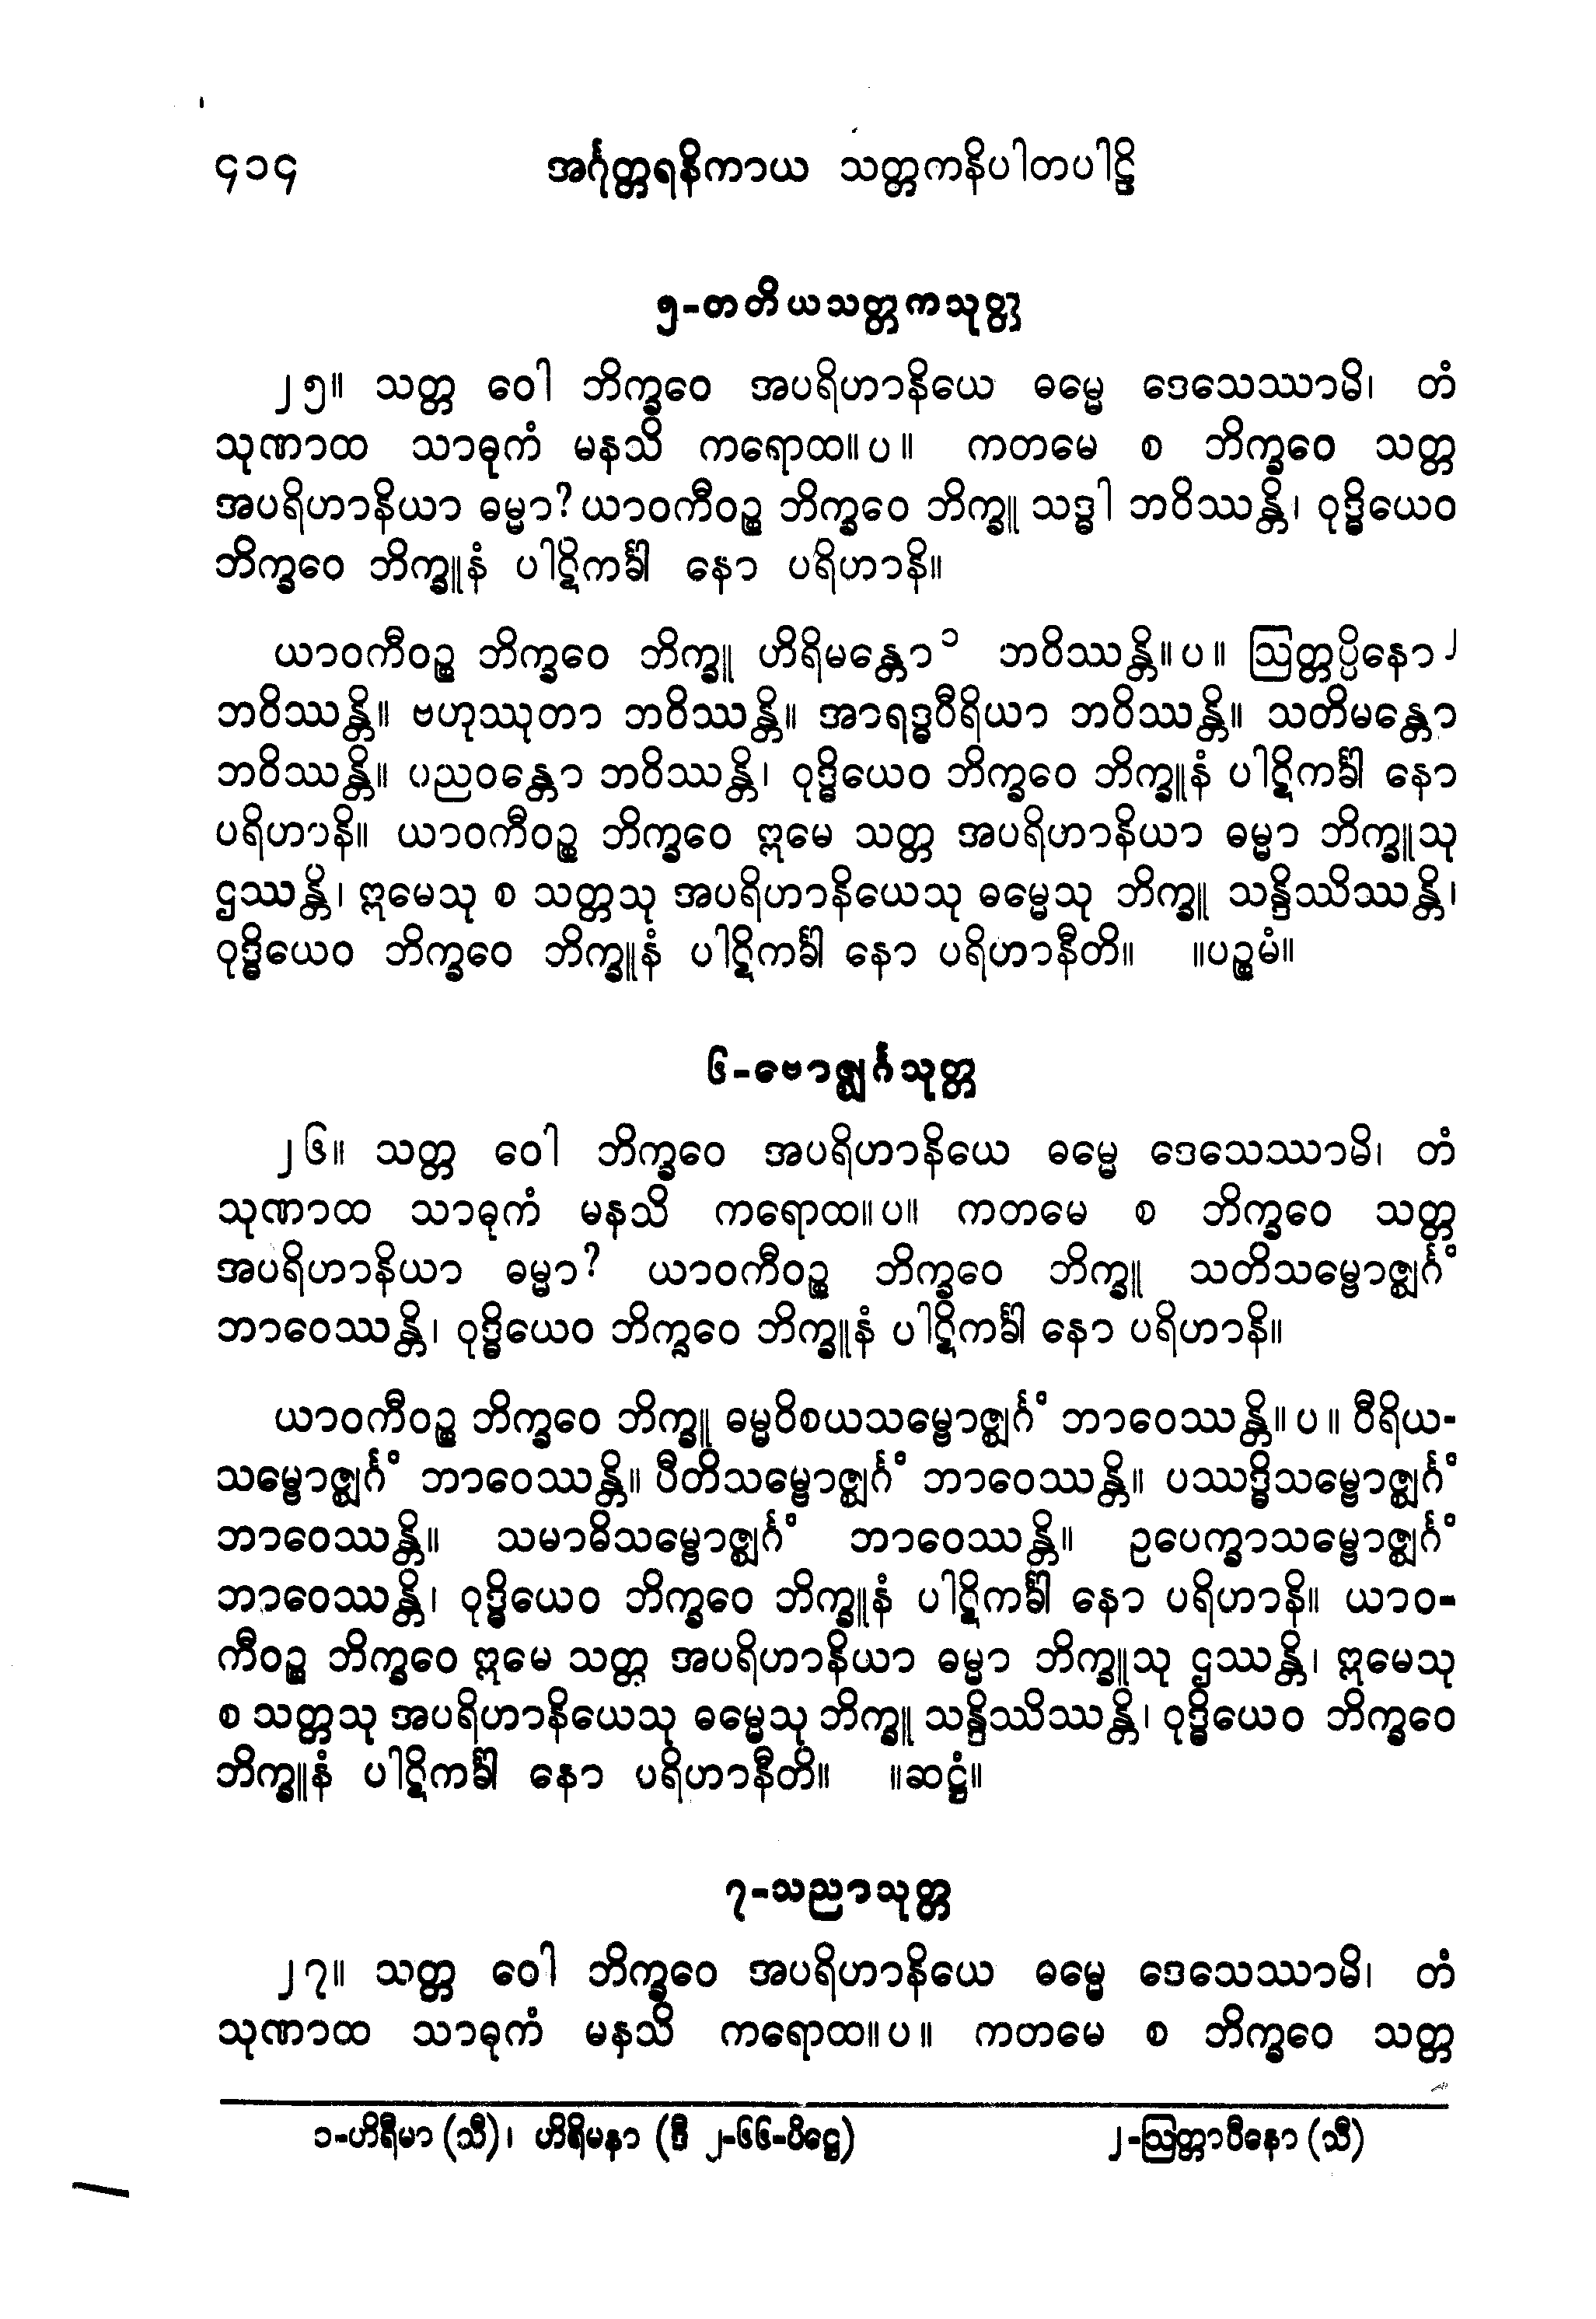 ၄၁၄ အင်္ဂုတ္တရနိကာယ သတ္တကနိပါတပါဠိ
၅-တတိယသတ္တကသုတ္တ
၂၅။ သတ္တ ဝေါ ဘိက္ခဝေ အပရိဟာနိယေ ဓမ္မေ ဒေသေဿာမိ၊ တံ
သုဏာထ သာဓုကံ မနသိ ကရောထ။ပ။ ကတမေ စ ဘိက္ခဝေ သတ္တ
အပရိဟာနိယာ ဓမ္မာ? ယာဝကီဝဉ္စ ဘိက္ခဝေ ဘိက္ခူ သဒ္ဓါ ဘဝိဿန္တိ၊ ဝုဒ္ဓိယေဝ
ဘိက္ခဝေ ဘိက္ခူနံ ပါဋိကင်္ခါ နော ပရိဟာနိ။
ယာဝကီဝဉ္စ ဘိက္ခဝေ ဘိက္ခူ ဟိရိမန္တော၁ ဘဝိဿန္တိ။ပ။ ဩတ္တပ္ပိနော၂
ဘဝိဿန္တိ။ ဗဟုဿုတာ ဘဝိဿန္တိ။ အာရဒ္ဓဝီရိယာ ဘဝိဿန္တိ။ သတိမန္တော
ဘဝိဿန္တိ။ ပညဝန္တော ဘဝိဿန္တိ၊ ဝုဒ္ဓိယေဝ ဘိက္ခဝေ ဘိက္ခူနံ ပါဋိကင်္ခါ နော
ပရိဟာနိ။ ယာဝကီဝဉ္စ ဘိက္ခဝေ ဣမေ သတ္တ အပရိဟာနိယာ ဓမ္မာ ဘိက္ခူသု
ဌဿန္တိ၊ ဣမေသု စ သတ္တသု အပရိဟာနိယေသု ဓမ္မေသု ဘိက္ခူ သန္ဒိဿိဿန္တိ၊
ဝုဒ္ဓိယေဝ ဘိက္ခဝေ ဘိက္ခူနံ ပါဋိကင်္ခါ နော ပရိဟာနီတိ။ ။ပဉ္စမံ။
၆-ဗောဇ္ဈင်္ဂသုတ္တ
၂၆။ သတ္တ ဝေါ ဘိက္ခဝေ အပရိဟာနိယေ ဓမ္မေ ဒေသေဿာမိ၊ တံ
သုဏာထ သာဓုကံ မနသိ ကရောထ။ပ။ ကတမေ စ ဘိက္ခဝေ သတ္တ
အပရိဟာနိယာ ဓမ္မာ? ယာဝကီဝဉ္စ ဘိက္ခဝေ ဘိက္ခူ သတိသမ္ဗောဇ္ဈင်္ဂံ
ဘာဝေဿန္တိ၊ ဝုဒ္ဓိယေဝ ဘိက္ခဝေ ဘိက္ခူနံ ပါဋိကင်္ခါ နော ပရိဟာနိ။
ယာဝကီဝဉ္စ ဘိက္ခဝေ ဘိက္ခူ ဓမ္မဝိစယသမ္ဗောဇ္ဈင်္ဂံ ဘာဝေဿန္တိ။ပ။ ဝီရိယ-
သမ္ဗောဇ္ဈင်္ဂံ ဘာဝေဿန္တိ။ ပီတိသမ္ဗောဇ္ဈင်္ဂံ ဘာဝေဿန္တိ။ ပဿဒ္ဓိသမ္ဗောဇ္ဈင်္ဂံ
ဘာဝေဿန္တိ။ သမာဓိသမ္ဗောဇ္ဈင်္ဂံ ဘာဝေဿန္တိ။ ဥပေက္ခာသမ္ဗောဇ္ဈင်္ဂံ
ဘာဝေဿန္တိ၊ ဝုဒ္ဓိယေဝ ဘိက္ခဝေ ဘိက္ခူနံ ပါဋိကင်္ခါ နော ပရိဟာနိ။ ယာဝ-
ကီဝဉ္စ ဘိက္ခဝေ ဣမေ သတ္တ အပရိဟာနိယာ ဓမ္မာ ဘိက္ခူသု ဌဿန္တိ၊ ဣမေသု
စ သတ္တသု အပရိဟာနိယေသု ဓမ္မေသု ဘိက္ခူ သန္ဒိဿိဿန္တိ၊ ဝုဒ္ဓိယေဝ ဘိက္ခဝေ
ဘိက္ခူနံ ပါဋိကင်္ခါ နော ပရိဟာနီတိ။ ။ဆဋ္ဌံ။
၇-သညာသုတ္တ
၂၇။ သတ္တ ဝေါ ဘိက္ခဝေ အပရိဟာနိယေ ဓမ္မေ ဒေသေဿာမိ၊ တံ
သုဏာထ သာဓုကံ မနသိ ကရောထ။ပ။ ကတမေ စ ဘိက္ခဝေ သတ္တ
၁-ဟိရီမာ (သီ)၊ ဟိရိမနာ (ဒီ ၂-၆၆-ပိဋ္ဌေ) ၂-ဩတ္တာပီနော (သီ)